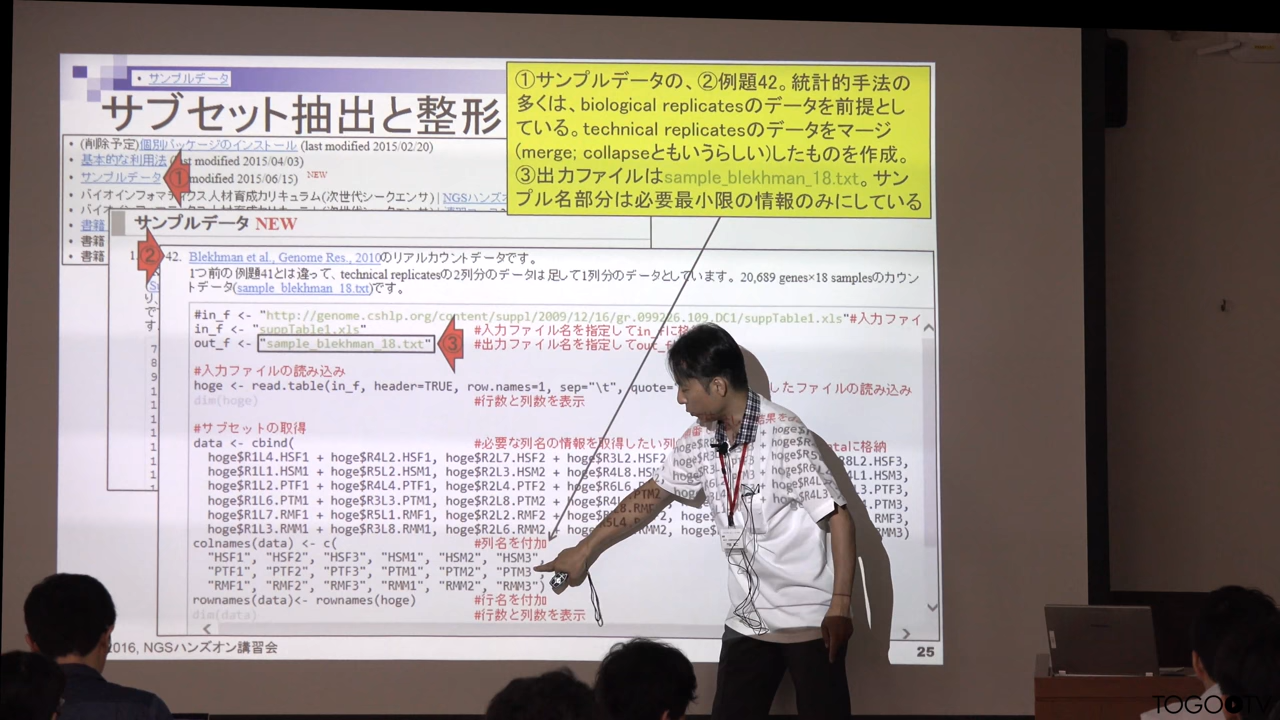 ・サンプルデータ
サブセット抽出と整形
①サンプルデータの、②例題42。統計的手法の
多くは、biological replicatesのデータを前提とし
ている。technical replicatesのデータをマージ
(merge; collapseともいうらしい)したものを作成。
③出力ファイルはsample_blekhman_18.txt。サン
プル名部分は必要最小限の情報のみにしている
• (削除予定)個別パッケージのインストール (last modified 2015/02/20)
• 基本的な利用法 modified 2015/04/03)
• サンプルデータ ① modified 2015/06/15) NEW
• バイオインフォマティクス人材育成カリキュラム(次世代シークエンサ) | NGSハンズオ
• 書籍
• 書籍
• 書籍
サンプルデータ NEW
② 42. Blekhman et al., Genome Res., 2010のリアルカウントデータです。
1つ前の例題41とは違って、technical replicatesの2列分のデータは足して1列分のデータとしています。 20,689 genes×18 samplesのカウン
トデータ(sample_blekhman_18.txt)です。
#in_f <- "http://genome.cshlp.org/content/suppl/2009/12/16/gr.099226.109.DC1/suppTable1.xls"#入力ファイ
in_f <- "suppTable1.xls" #入力ファイル名を指定してin_fに格
out_f <- "sample_blekhman_18.txt" ③ #出力ファイル名を指定してout_f
#入力ファイルの読み込み
hoge <- read.table(in_f, header=TRUE, row.names=1, sep="\t", quote= したファイルの読み込み
dim(hoge) #行数と列数を表示
#サブセットの取得
data <- cbind( #必要な列名の情報を取得したい列
hoge$R1L4.HSF1 + hoge$R4L2.HSF1, hoge$R2L7.HSF2 + hoge$R3L2.HSF2 R8L2.HSF3,
hoge$R1L1.HSM1 + hoge$R5L2.HSM1, hoge$R2L3.HSM2 + hoge$R4L8.HSM
hoge$R1L2.PTF1 + hoge$R4L4.PTF1, hoge$R2L4.PTF2 + hoge$R6L6
hoge$R1L6.PTM1 + hoge$R3L3.PTM1, hoge$R2L8.PTM2 + hoge$R4
hoge$R1L7.RMF1 + hoge$R5L1.RMF1, hoge$R2L2.RMF2 + hoge
hoge$R1L3.RMM1 + hoge$R3L8.RMM1, hoge$R2L6.RMM2 + hoge
colnames(data) <- c( #列名を付加
"HSF1", "HSF2", "HSF3", "HSM1", "HSM2", "HSM3",
"PTF1", "PTF2", "PTF3", "PTM1", "PTM2", "PTM3",
"RMF1", "RMF2", "RMF3", "RMM1", "RMM2", "RMM3")
rownames(data)<- rownames(hoge) #行名を付加
dim(data) #行数と列数を表示
2016, NGSハンズオン講習会
25
TOGOTV